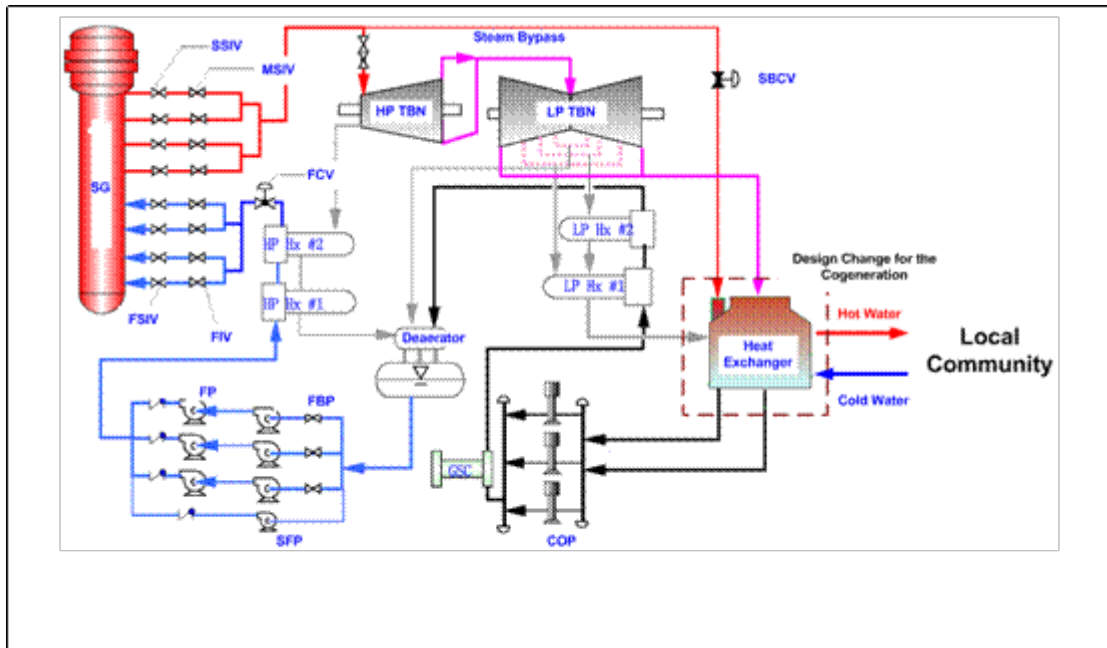 SSIV
Steam Bypass
MSIV
SBCV
HP TBN
LP TBN
FCV
SG
HP Hx #2
LP Hx #2
Design Change for the
Cogeneration
HP Hx #1
LP Hx #1
Hot Water
FSIV
FIV
Deaerator
Heat
Exchanger
Local
Community
Cold Water
FP
FBP
GSC
SFP
COP